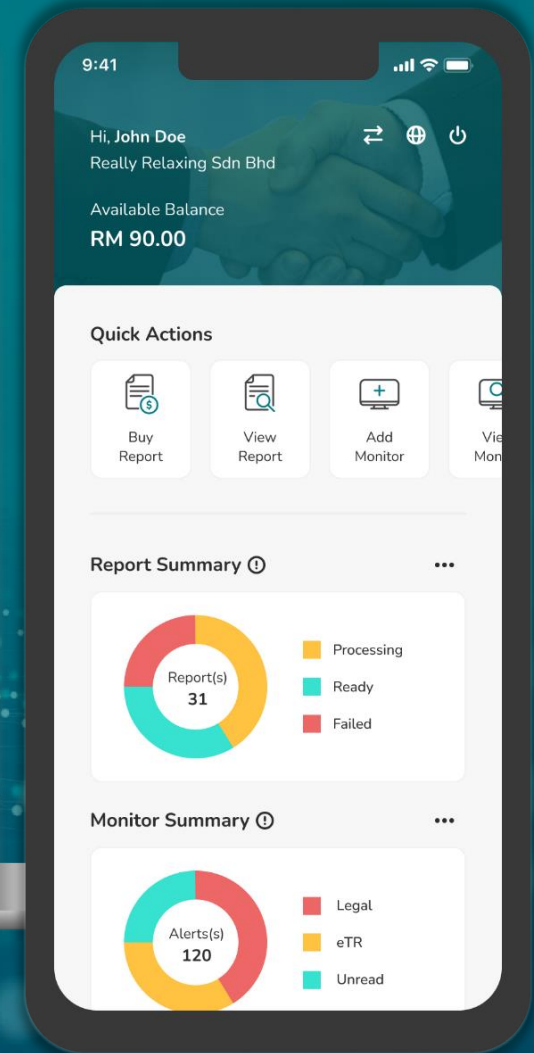 9:41
Hi, John Doe
Really Relaxing Sdn Bhd
Available Balance
RM 90.00
Quick Actions
Buy
Report
View
Report
Add
Monitor
Report Summary
Report(s)
31
Processing
Ready
Failed
Monitor Summary
Alerts(s)
120
Legal
eTR
Unread